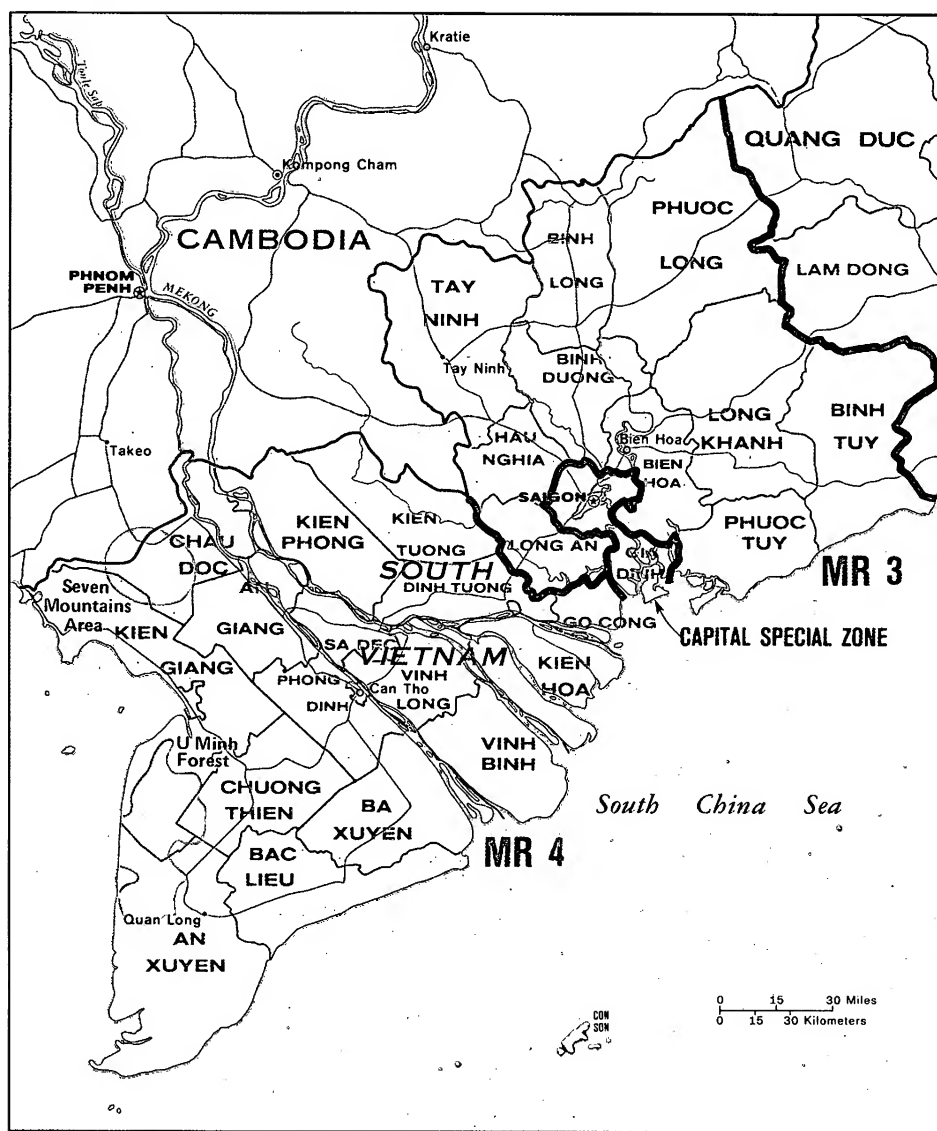 Kratie
Tonle Sap
QUANG DUC
Kompong Cham
PHUOC
LONG
BINH
LONG
CAMBODIA
LAM DONG
PHNOM
PENH
MEKONG
TAY
NINH
Tay Ninh
BINH
DUONG
LONG
KHANH
BINH
TUY
HAU
NGHIA
Bien Hoa
BIEN
HOA
Takeo
SAIGON
KIEN
PHONG
KIEN
TUONG
PHUOC
TUY
CHAU
DOC
LONG AN
GIA
DINH
MR 3
SOUTH
DINH TUONG
Seven
Mountains
Area
AN
GIANG
KIEN
GIANG
GO CONG
CAPITAL SPECIAL ZONE
SA DEC
VIETNAM
KIEN
HOA
PHONG
DINH
Can Tho
VINH
LONG
VINH
BINH
U Minh
Forest
CHUONG
THIEN
BA
XUYEN
South China Sea
BAC
LIEU
MR 4
Quan Long
AN
XUYEN
0 15 30 Miles
0 15 30 Kilometers
CON
SON